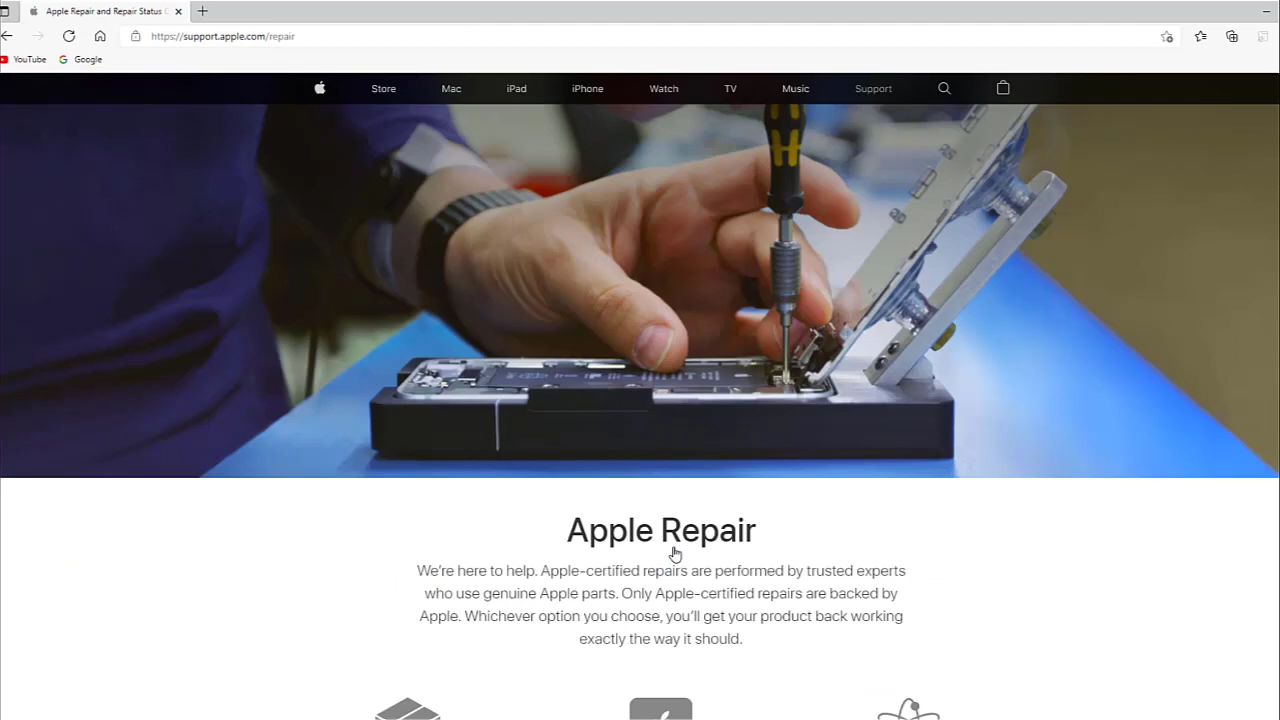 Apple Repair and Repair Status
https://support.apple.com/repair
YouTube Google
Store Mac iPad iPhone Watch TV Music Support
Apple Repair
We're here to help. Apple-certified repairs are performed by trusted experts
who use genuine Apple parts. Only Apple-certified repairs are backed by
Apple. Whichever option you choose, you'll get your product back working
exactly the way it should.